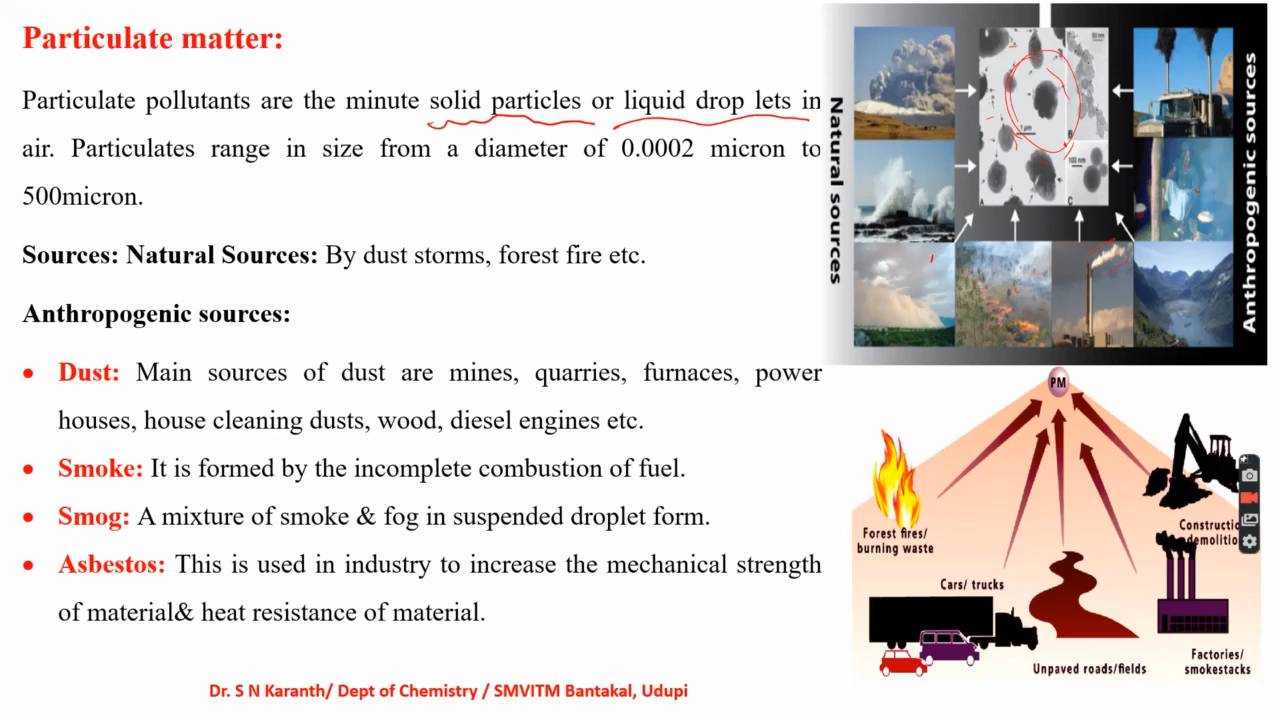 Particulate matter:
Particulate pollutants are the minute solid particles or liquid drop lets in
air. Particulates range in size from a diameter of 0.0002 micron to
500micron.
Sources: Natural Sources: By dust storms, forest fire etc.
Anthropogenic sources:
• Dust: Main sources of dust are mines, quarries, furnaces, power
houses, house cleaning dusts, wood, diesel engines etc.
• Smoke: It is formed by the incomplete combustion of fuel.
• Smog: A mixture of smoke & fog in suspended droplet form.
• Asbestos: This is used in industry to increase the mechanical strength
of material& heat resistance of material.
Dr. S N Karanth/ Dept of Chemistry / SMVITM Bantakal, Udupi
Natural sources
1 µm
A
B
100 nm
C
Anthropogenic sources
PM
Forest fires/
burning waste
Constructic
demolitio
Cars/ trucks
Unpaved roads/fields
Factories/
smokestacks